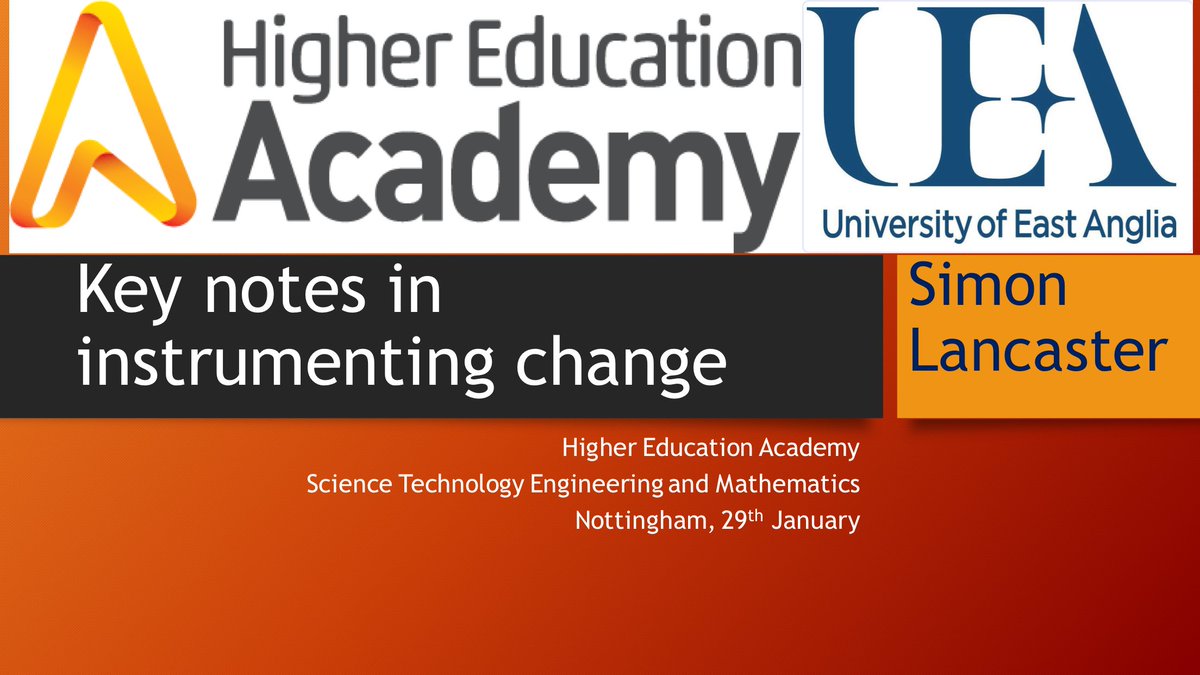 Higher Education
Academy
UEA
University of East Anglia
Key notes in
instrumenting change
Simon
Lancaster
Higher Education Academy
Science Technology Engineering and Mathematics
Nottingham, 29th January